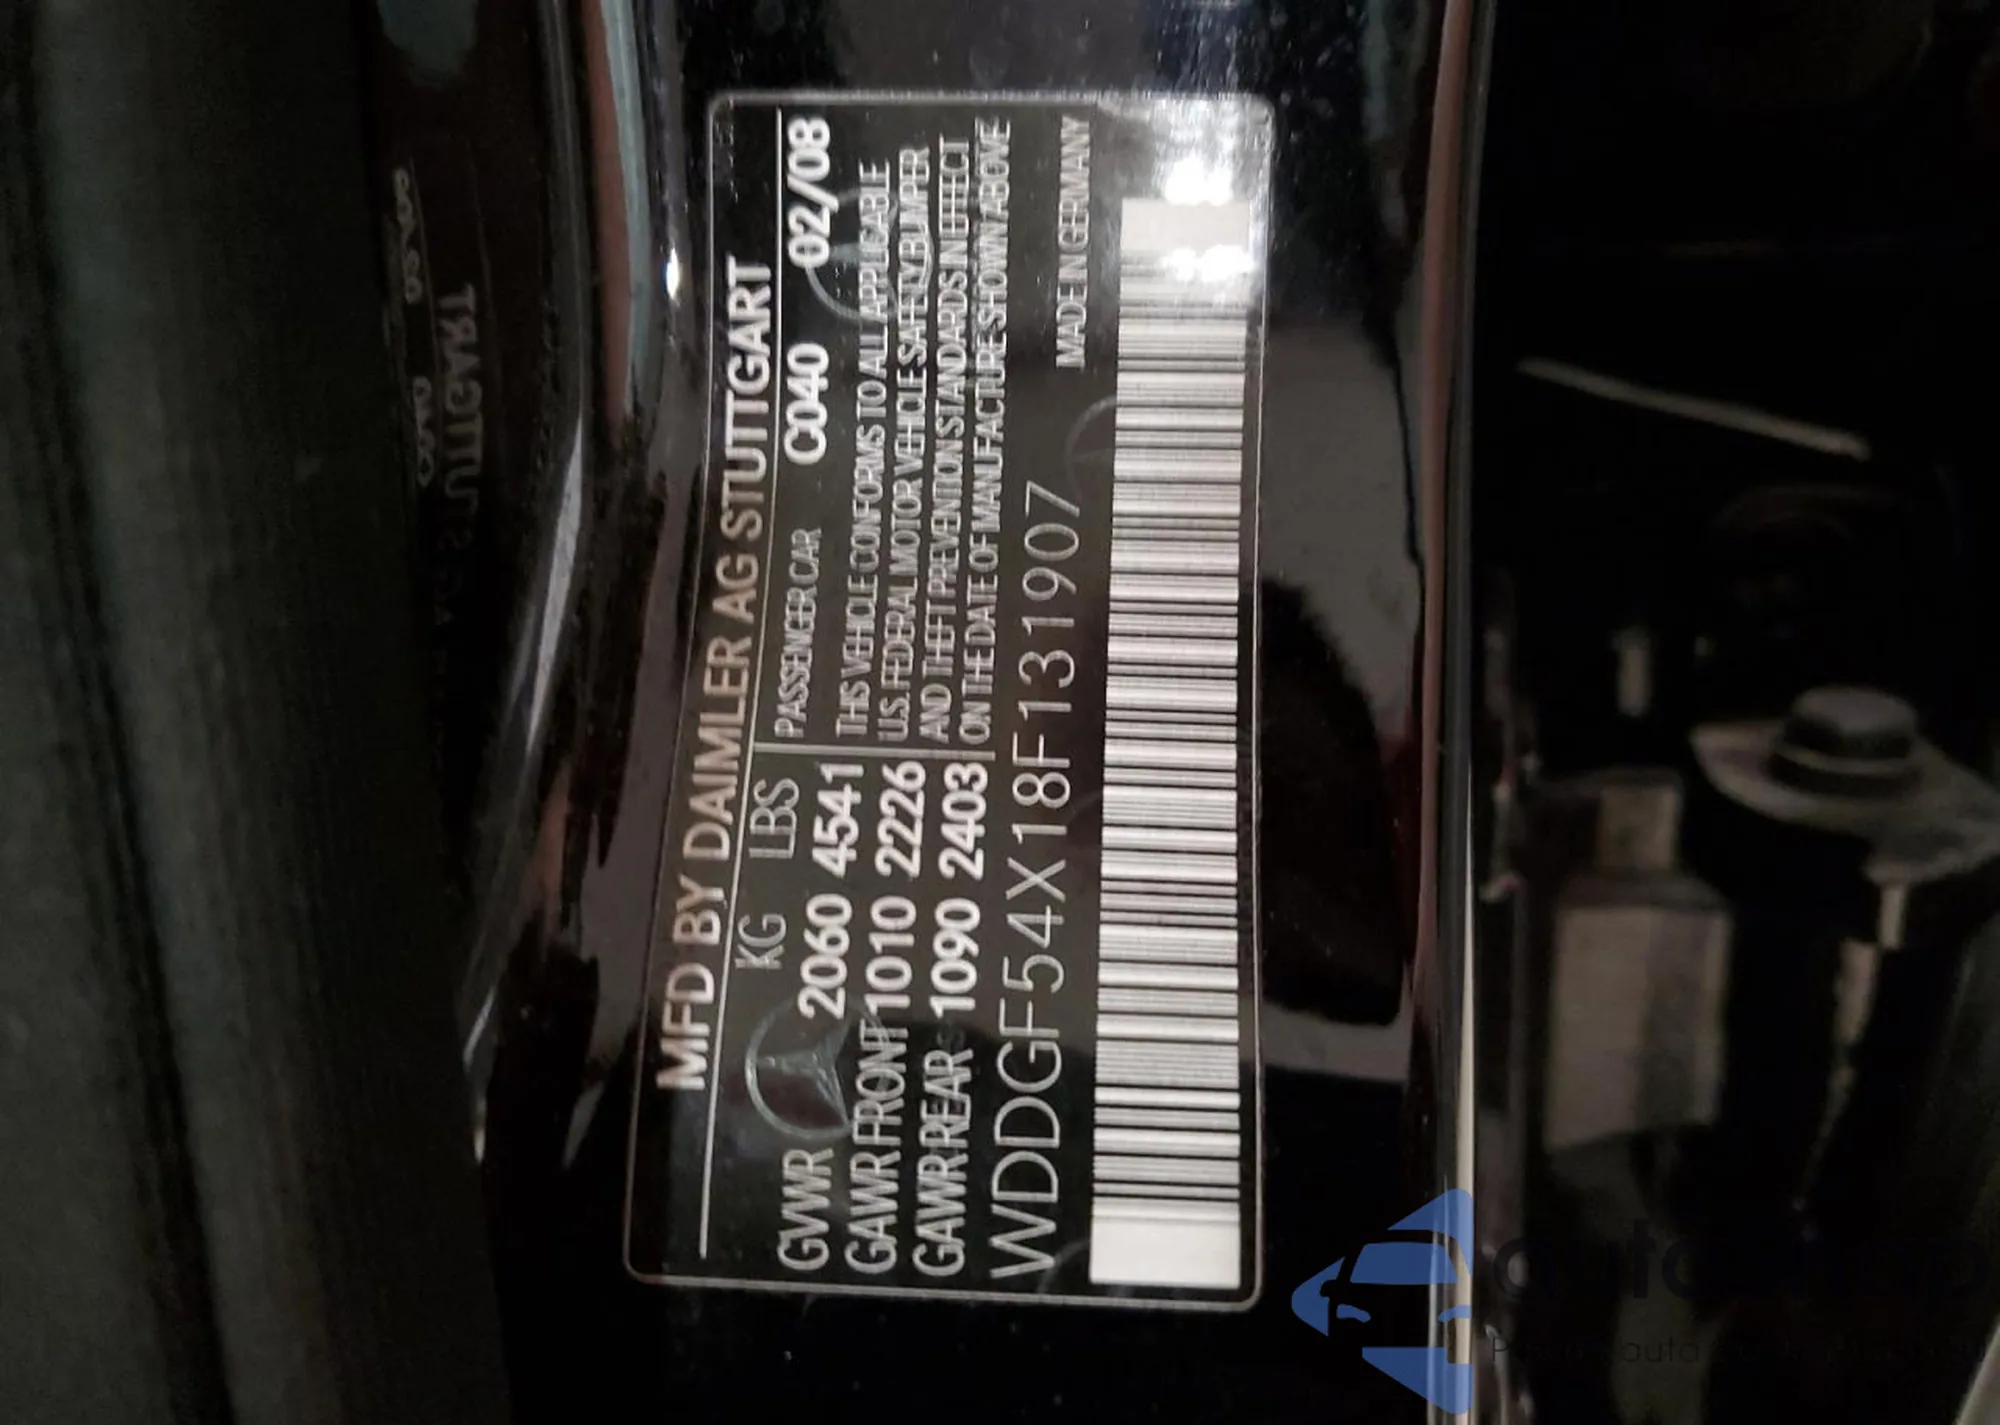 MFD BY DAIMLER AG STUTTGART
KG LBS PASSENGER CAR C040 02/08
GVWR 2060 4541 THIS VEHICLE CONFORMS TO ALL APPLICABLE
GAWR FRONT 1010 2226 U.S. FEDERAL MOTOR VEHICLE SAFETY, BUMPER
GAWR REAR 1090 2403 AND THEFT PREVENTION STANDARDS IN EFFECT
ON THE DATE OF MANUFACTURE SHOWN ABOVE
WDDGF54X18F131907 MADE IN GERMANY
C040
TRAGTTUTS